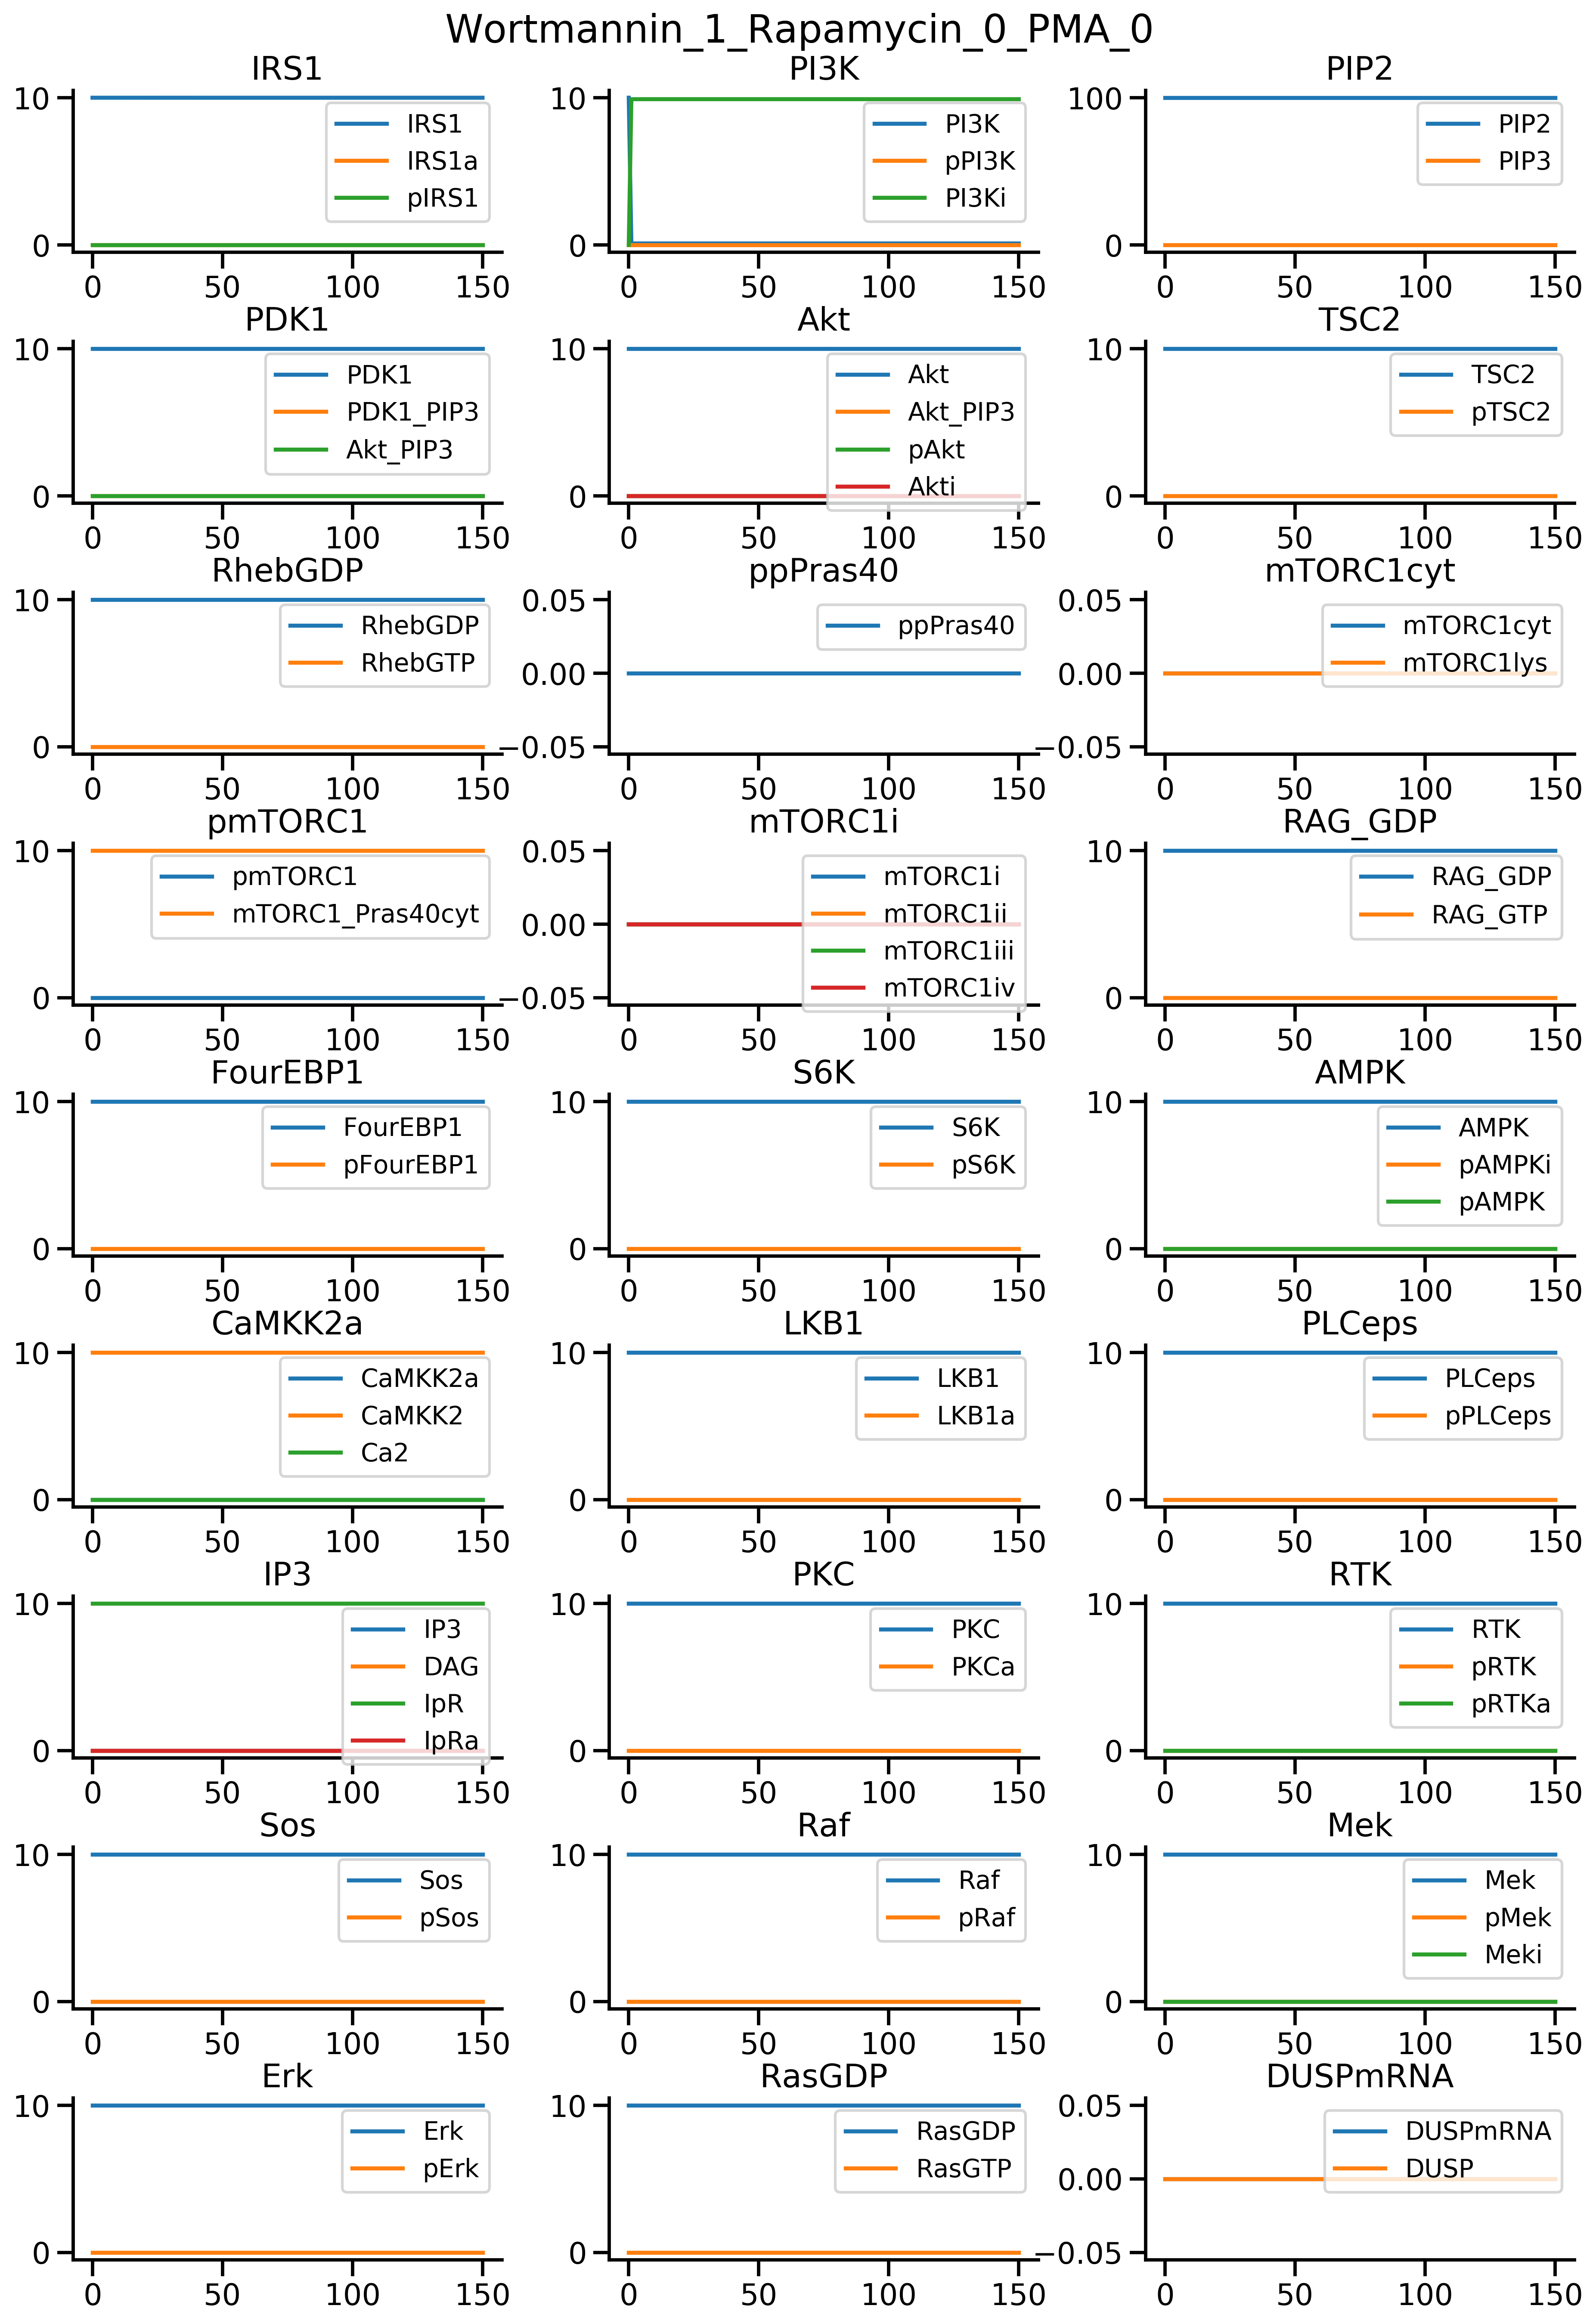 Wortmannin_1_Rapamycin_0_PMA_0
IRS1
10
0
0 50 100 150
IRS1
IRS1a
pIRS1
PI3K
10
0
0 50 100 150
PI3K
pPI3K
PI3Ki
PIP2
100
0
0 50 100 150
PIP2
PIP3
PDK1
10
0
0 50 100 150
PDK1
PDK1_PIP3
Akt_PIP3
Akt
10
0
0 50 100 150
Akt
Akt_PIP3
pAkt
Akti
TSC2
10
0
0 50 100 150
TSC2
pTSC2
RhebGDP
10
0
0 50 100 150
RhebGDP
RhebGTP
ppPras40
0.05
0.00
−0.05
0 50 100 150
ppPras40
mTORC1cyt
0.05
0.00
−0.05
0 50 100 150
mTORC1cyt
mTORC1lys
pmTORC1
10
0
0 50 100 150
pmTORC1
mTORC1_Pras40cyt
mTORC1i
0.05
0.00
−0.05
0 50 100 150
mTORC1i
mTORC1ii
mTORC1iii
mTORC1iv
RAG_GDP
10
0
0 50 100 150
RAG_GDP
RAG_GTP
FourEBP1
10
0
0 50 100 150
FourEBP1
pFourEBP1
S6K
10
0
0 50 100 150
S6K
pS6K
AMPK
10
0
0 50 100 150
AMPK
pAMPKi
pAMPK
CaMKK2a
10
0
0 50 100 150
CaMKK2a
CaMKK2
Ca2
LKB1
10
0
0 50 100 150
LKB1
LKB1a
PLCeps
10
0
0 50 100 150
PLCeps
pPLCeps
IP3
10
0
0 50 100 150
IP3
DAG
IpR
IpRa
PKC
10
0
0 50 100 150
PKC
PKCa
RTK
10
0
0 50 100 150
RTK
pRTK
pRTKa
Sos
10
0
0 50 100 150
Sos
pSos
Raf
10
0
0 50 100 150
Raf
pRaf
Mek
10
0
0 50 100 150
Mek
pMek
Meki
Erk
10
0
0 50 100 150
Erk
pErk
RasGDP
10
0
0 50 100 150
RasGDP
RasGTP
DUSPmRNA
0.05
0.00
−0.05
0 50 100 150
DUSPmRNA
DUSP